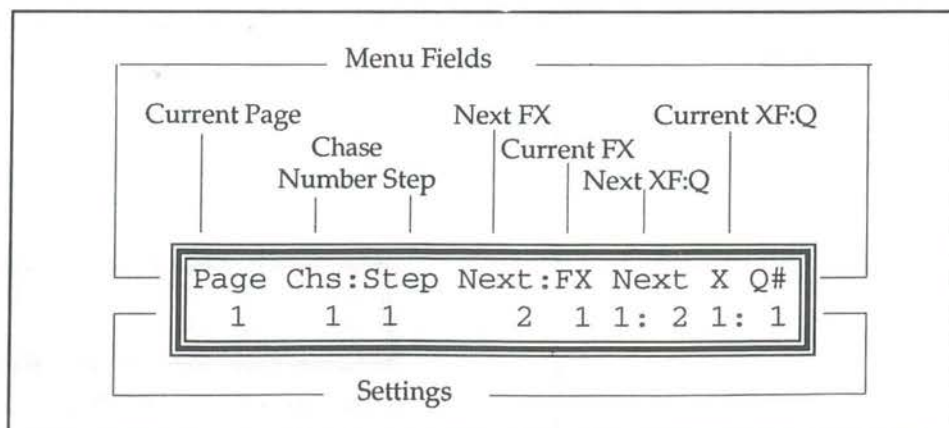 Menu Fields
Current Page Next FX Current XF:Q
Chase Current FX
Number Step Next XF:Q
Page Chs:Step Next:FX Next X Q#
1 1 1 2 1 1: 2 1: 1
Settings